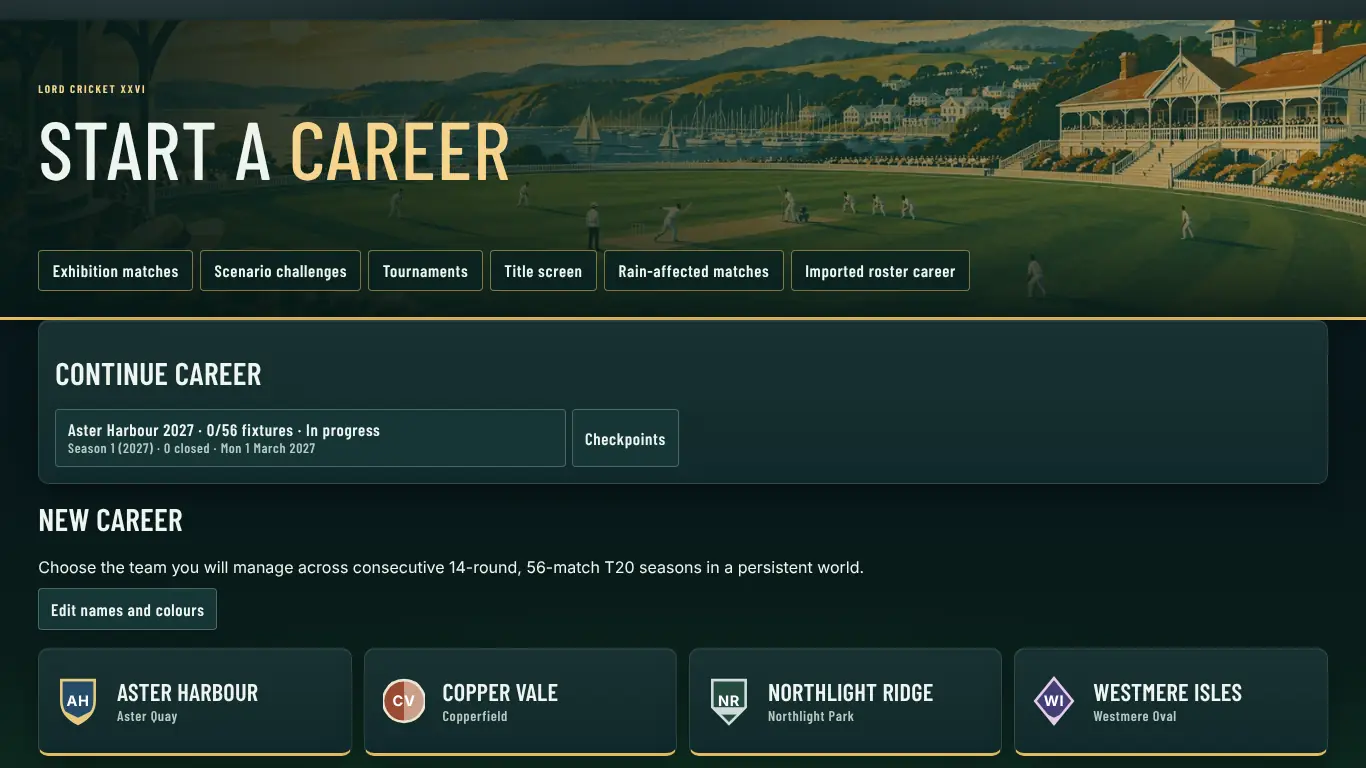 LORD CRICKET XXVI
START A CAREER
Exhibition matches
Scenario challenges
Tournaments
Title screen
Rain-affected matches
Imported roster career
CONTINUE CAREER
Aster Harbour 2027 · 0/56 fixtures · In progress
Season 1 (2027) · 0 closed · Mon 1 March 2027
Checkpoints
NEW CAREER
Choose the team you will manage across consecutive 14-round, 56-match T20 seasons in a persistent world.
Edit names and colours
AH
ASTER HARBOUR
Aster Quay
CV
COPPER VALE
Copperfield
NR
NORTHLIGHT RIDGE
Northlight Park
WI
WESTMERE ISLES
Westmere Oval